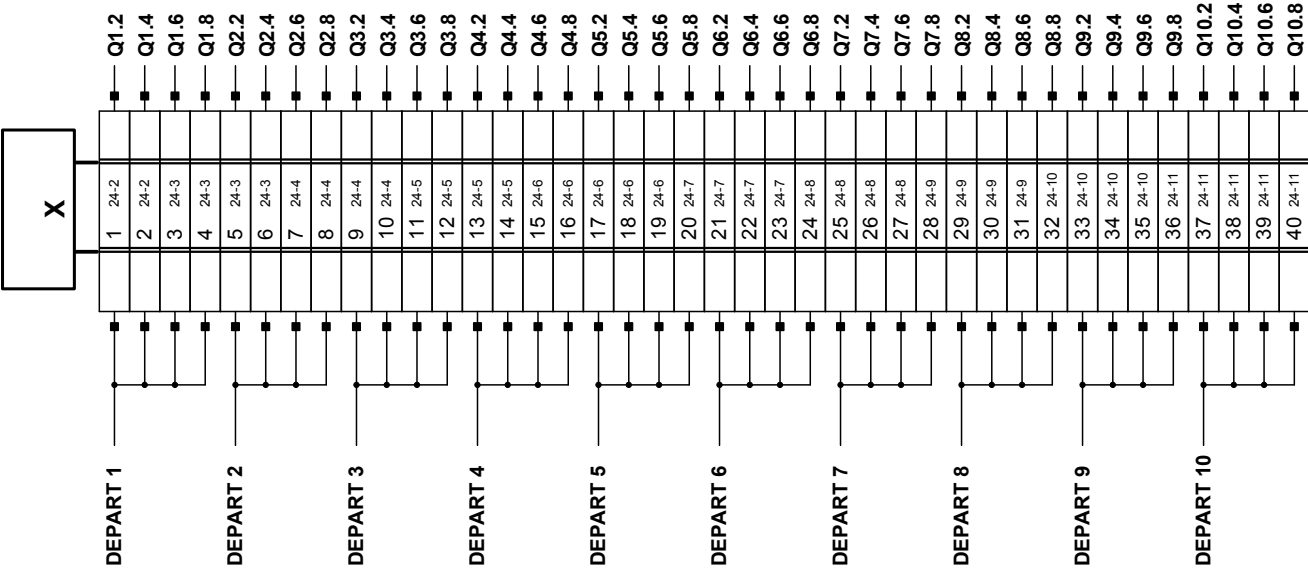 Q1.2
Q1.4
Q1.6
Q1.8
Q2.2
Q2.4
Q2.6
Q2.8
Q3.2
Q3.4
Q3.6
Q3.8
Q4.2
Q4.4
Q4.6
Q4.8
Q5.2
Q5.4
Q5.6
Q5.8
Q6.2
Q6.4
Q6.6
Q6.8
Q7.2
Q7.4
Q7.6
Q7.8
Q8.2
Q8.4
Q8.6
Q8.8
Q9.2
Q9.4
Q9.6
Q9.8
Q10.2
Q10.4
Q10.6
Q10.8
X
1 24-2
2 24-2
3 24-3
4 24-3
5 24-3
6 24-3
7 24-4
8 24-4
9 24-4
10 24-4
11 24-5
12 24-5
13 24-5
14 24-5
15 24-6
16 24-6
17 24-6
18 24-6
19 24-6
20 24-7
21 24-7
22 24-7
23 24-7
24 24-8
25 24-8
26 24-8
27 24-8
28 24-9
29 24-9
30 24-9
31 24-9
32 24-10
33 24-10
34 24-10
35 24-10
36 24-11
37 24-11
38 24-11
39 24-11
40 24-11
DEPART 1
DEPART 2
DEPART 3
DEPART 4
DEPART 5
DEPART 6
DEPART 7
DEPART 8
DEPART 9
DEPART 10